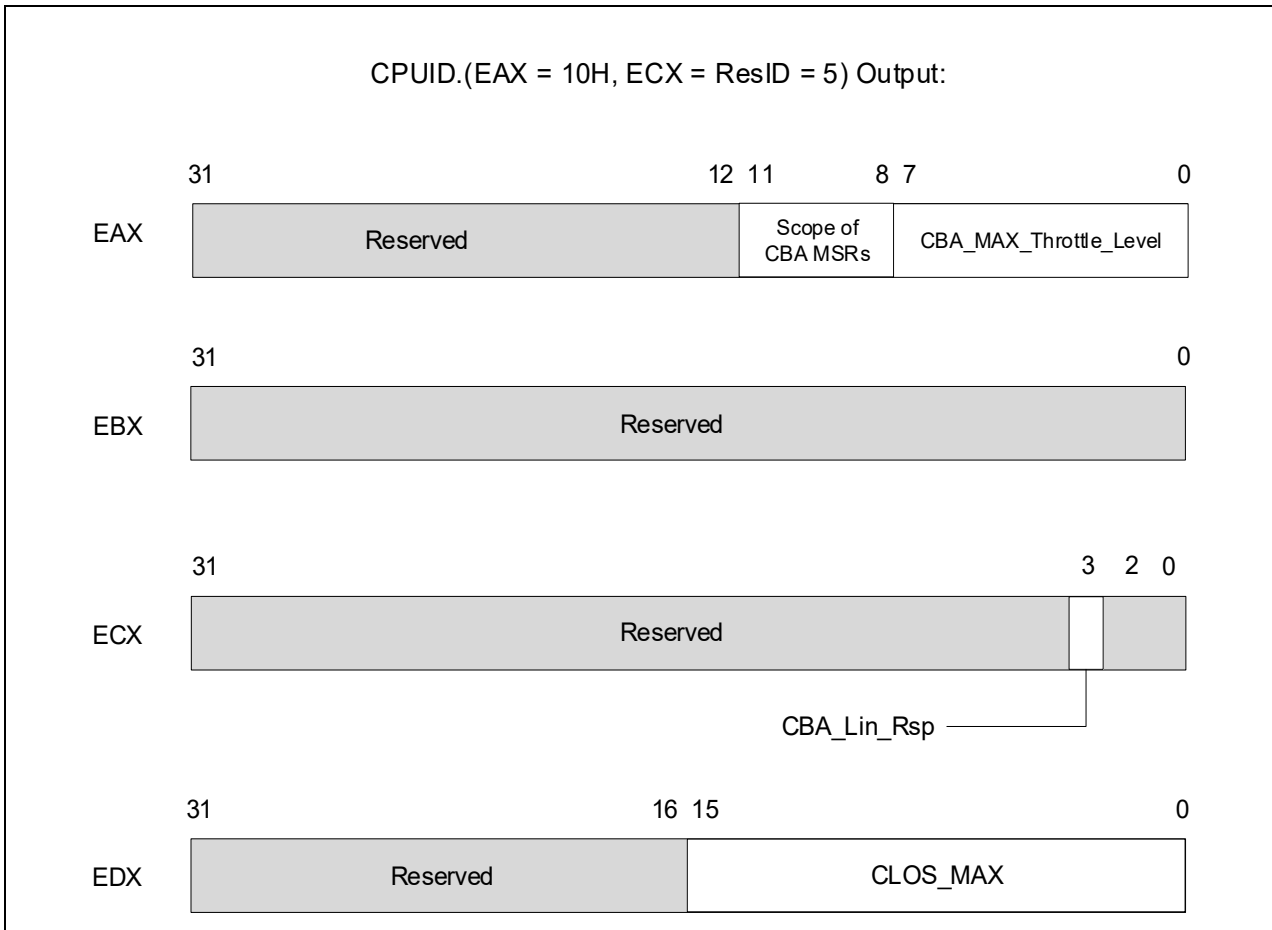 CPUID.(EAX = 10H, ECX = ResID = 5) Output:
31 12 11 8 7 0
EAX Reserved Scope of CBA MSRs CBA_MAX_Throttle_Level
31 0
EBX Reserved
31 3 2 0
ECX Reserved
CBA_Lin_Rsp
31 16 15 0
EDX Reserved CLOS_MAX